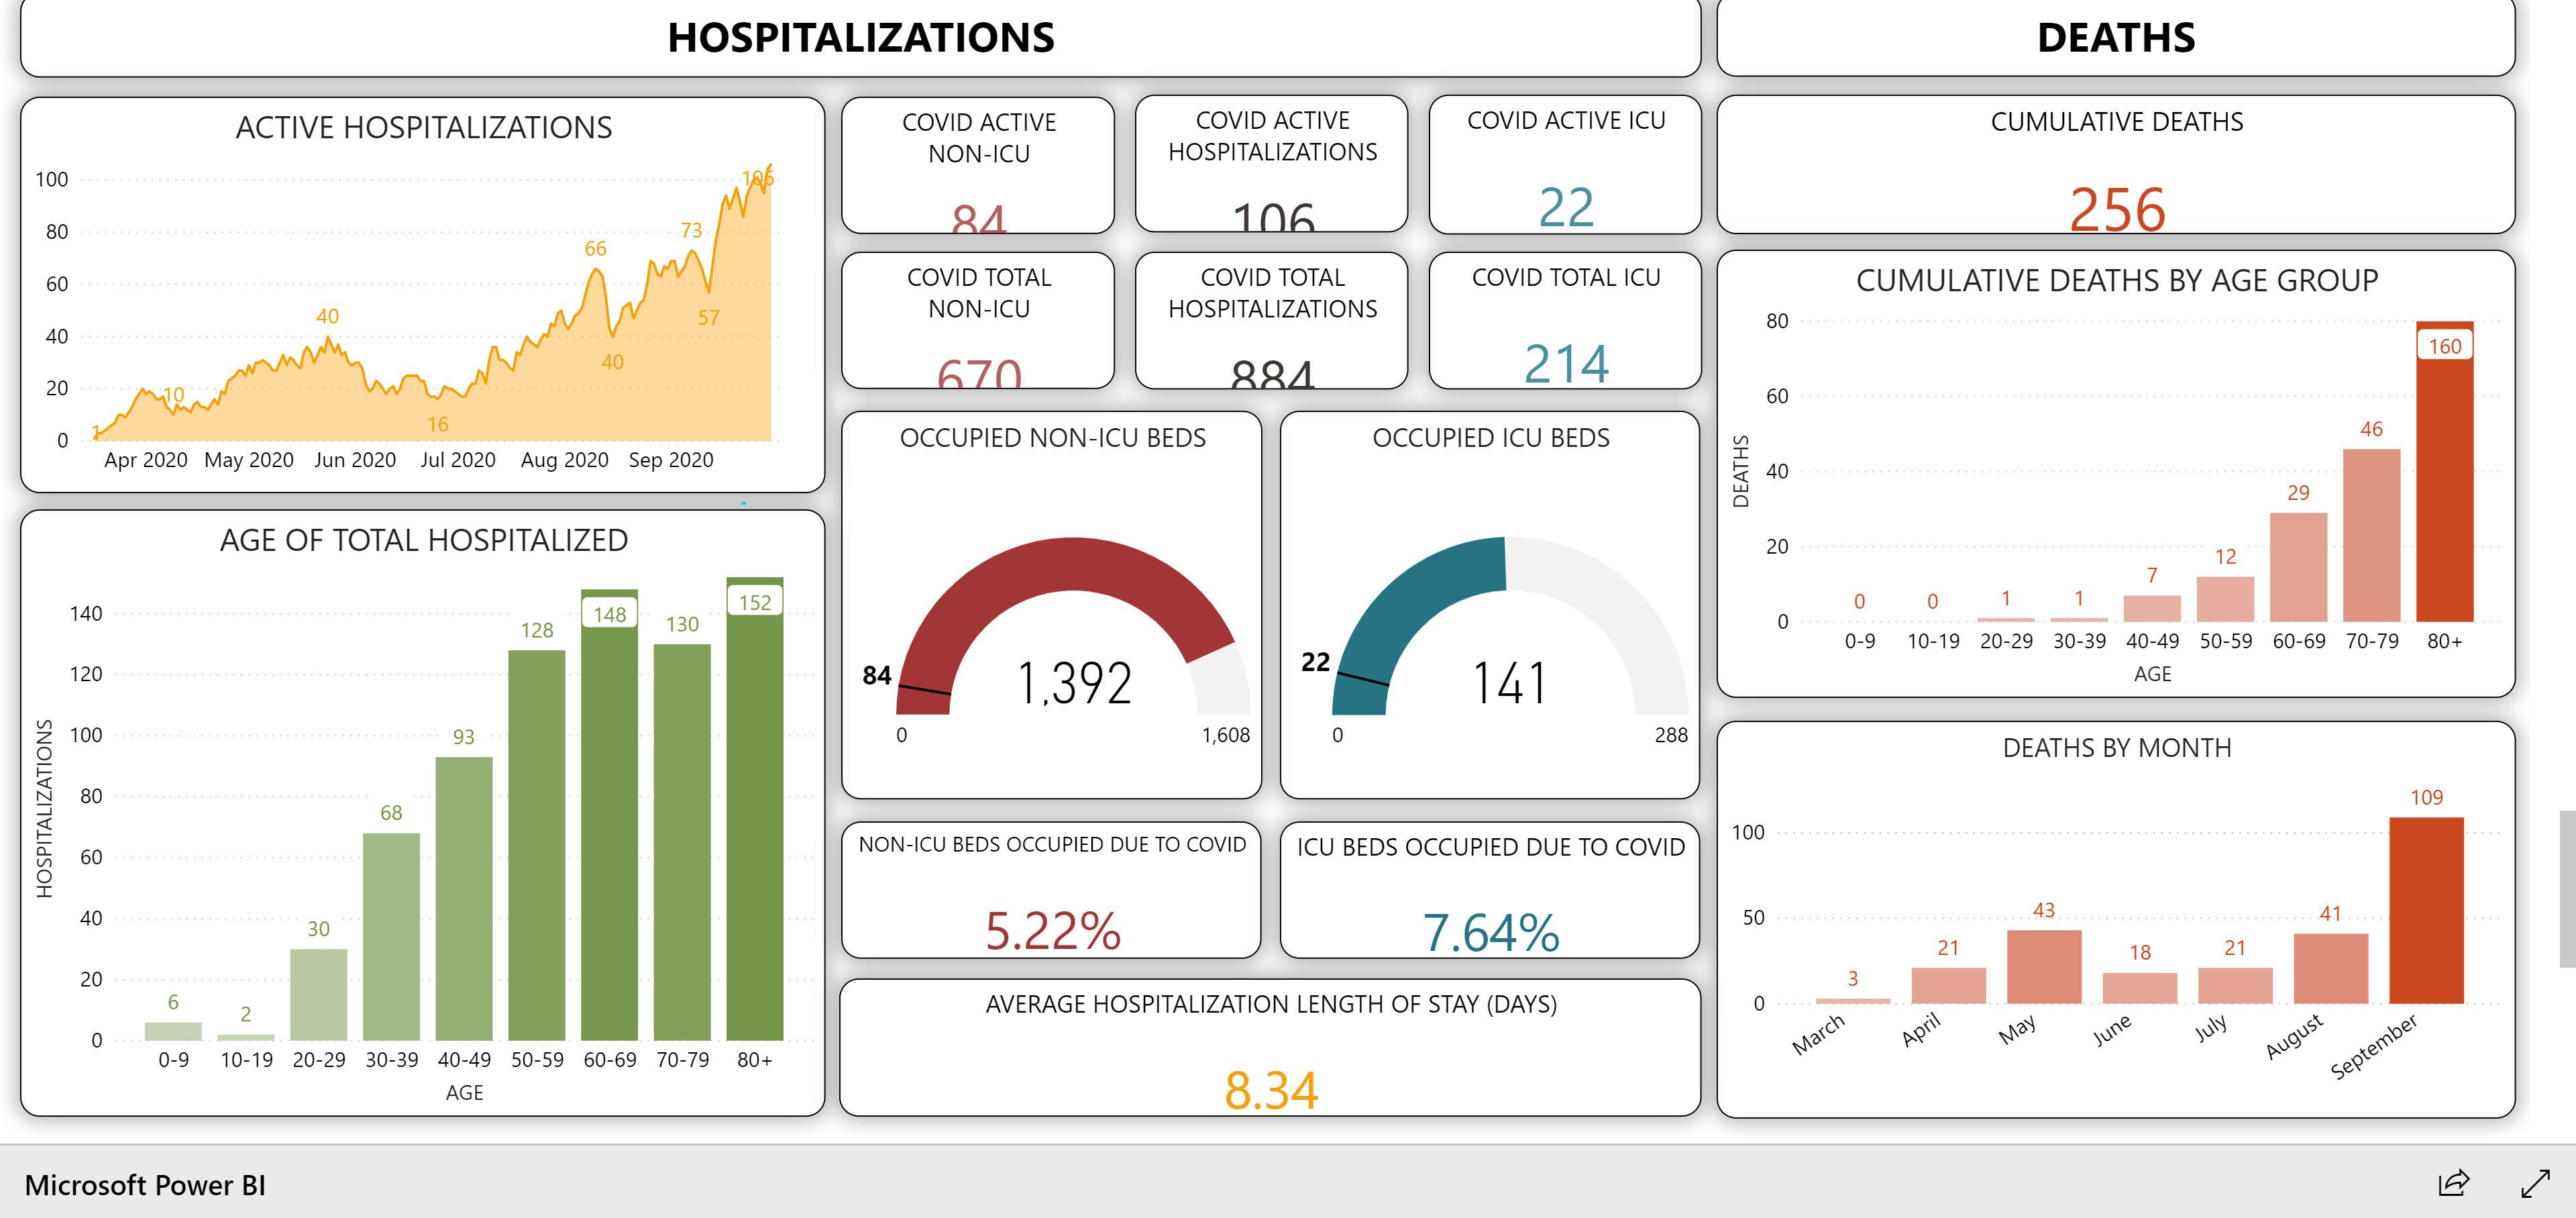 HOSPITALIZATIONS
DEATHS
ACTIVE HOSPITALIZATIONS
100
80
60
40
20
0
1
10
40
16
66
40
73
57
106
Apr 2020 May 2020 Jun 2020 Jul 2020 Aug 2020 Sep 2020
AGE OF TOTAL HOSPITALIZED
HOSPITALIZATIONS
140
120
100
80
60
40
20
0
6
2
30
68
93
128
148
130
152
0-9 10-19 20-29 30-39 40-49 50-59 60-69 70-79 80+
AGE
COVID ACTIVE
NON-ICU
84
COVID ACTIVE
HOSPITALIZATIONS
106
COVID ACTIVE ICU
22
COVID TOTAL
NON-ICU
670
COVID TOTAL
HOSPITALIZATIONS
884
COVID TOTAL ICU
214
OCCUPIED NON-ICU BEDS
84
1,392
0
1,608
OCCUPIED ICU BEDS
22
141
0
288
NON-ICU BEDS OCCUPIED DUE TO COVID
5.22%
ICU BEDS OCCUPIED DUE TO COVID
7.64%
AVERAGE HOSPITALIZATION LENGTH OF STAY (DAYS)
8.34
CUMULATIVE DEATHS
256
CUMULATIVE DEATHS BY AGE GROUP
DEATHS
80
60
40
20
0
0
0
1
1
7
12
29
46
160
0-9 10-19 20-29 30-39 40-49 50-59 60-69 70-79 80+
AGE
DEATHS BY MONTH
100
50
0
3
21
43
18
21
41
109
March April May June July August September
Microsoft Power BI